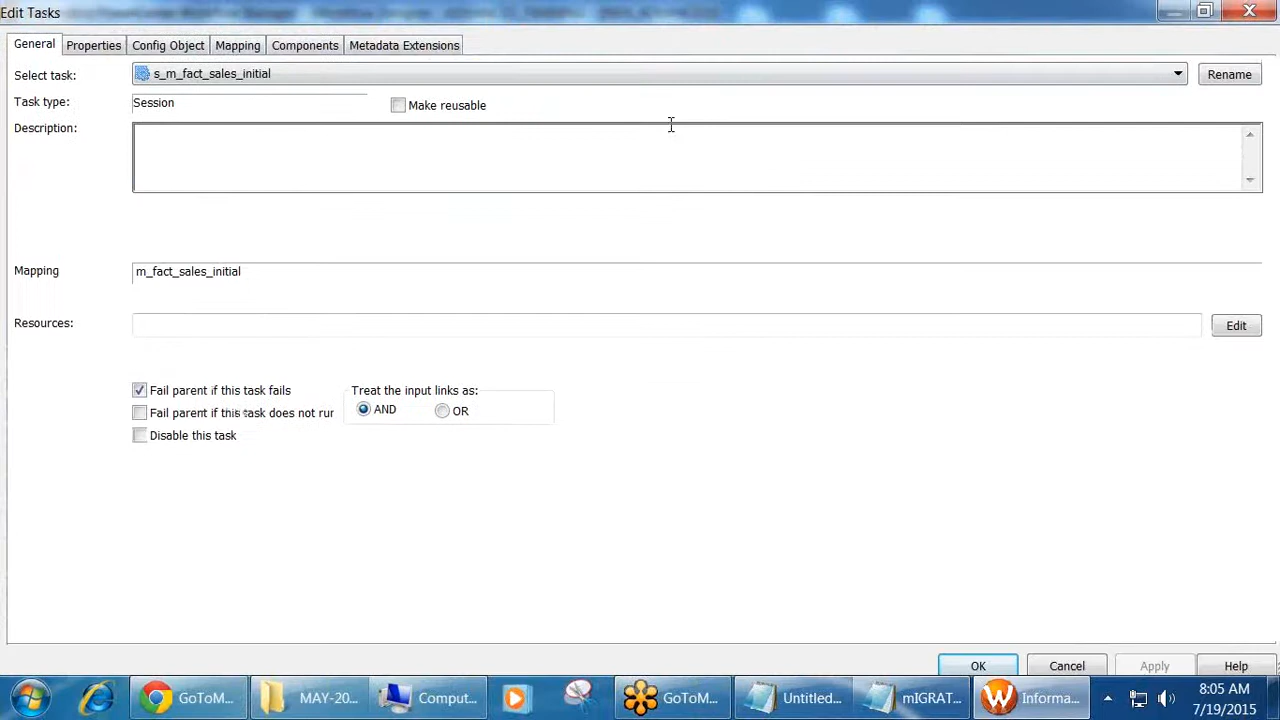 Edit Tasks
General Properties Config Object Mapping Components Metadata Extensions
Select task: s_m_fact_sales_initial Rename
Task type: Session Make reusable
Description:
Mapping m_fact_sales_initial
Resources: Edit
Fail parent if this task fails Treat the input links as:
Fail parent if this task does not rur AND OR
Disable this task
OK Cancel Apply Help
GoToM... MAY-20... Comput... GoToM... Untitled... mIGRAT... Informa... 8:05 AM
7/19/2015